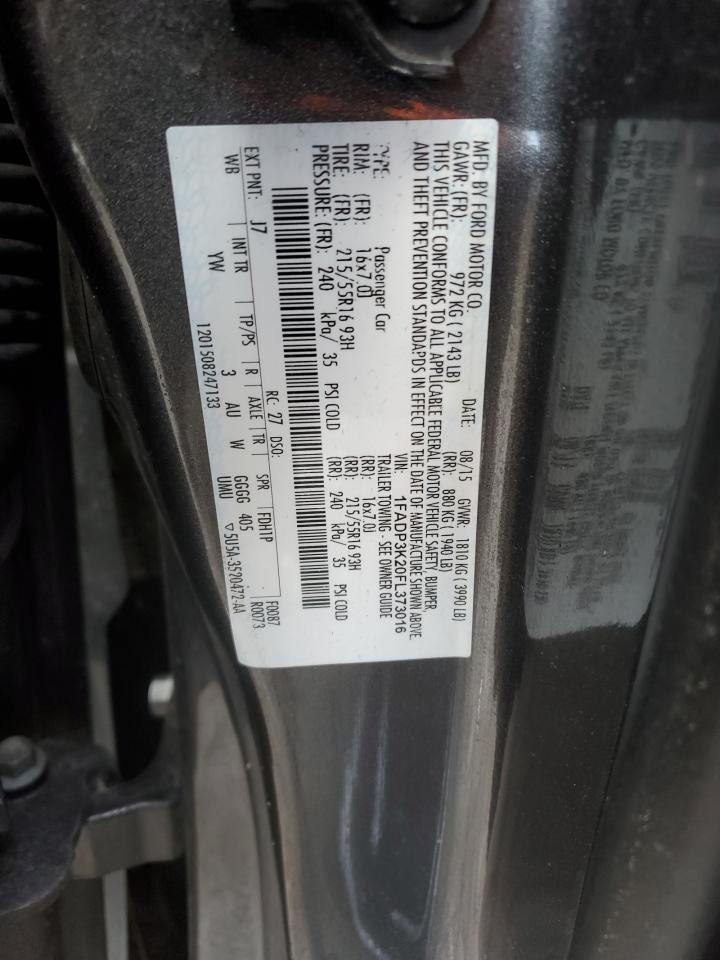 MFD. BY FORD MOTOR CO.
DATE: 08/15 GVWR: 1810 KG ( 3990 LB)
GAWR: (FR): 972 KG ( 2143 LB) (RR): 880 KG ( 1940 LB)
THIS VEHICLE CONFORMS TO ALL APPLICABLE FEDERAL MOTOR VEHICLE SAFETY, BUMPER,
AND THEFT PREVENTION STANDARDS IN EFFECT ON THE DATE OF MANUFACTURE SHOWN ABOVE.
VIN: 1FADP3K20FL373016
TYPE: Passenger Car TRAILER TOWING - SEE OWNER GUIDE
RIM: (FR): 16x7.0J (RR): 16x7.0J
TIRE: (FR): 215/55R16 93H (RR): 215/55R16 93H
PRESSURE: (FR): 240 kPa/ 35 PSI COLD (RR): 240 kPa/ 35 PSI COLD
RC: 27 DSO: F0087
EXT PNT: J7 FDH1P R0073
INT TR TP/PS R AXLE TR SPR
WB YW 3 AU W GGGG 405
UMU ▽ 5U5A-3520472-AA
1201508247133